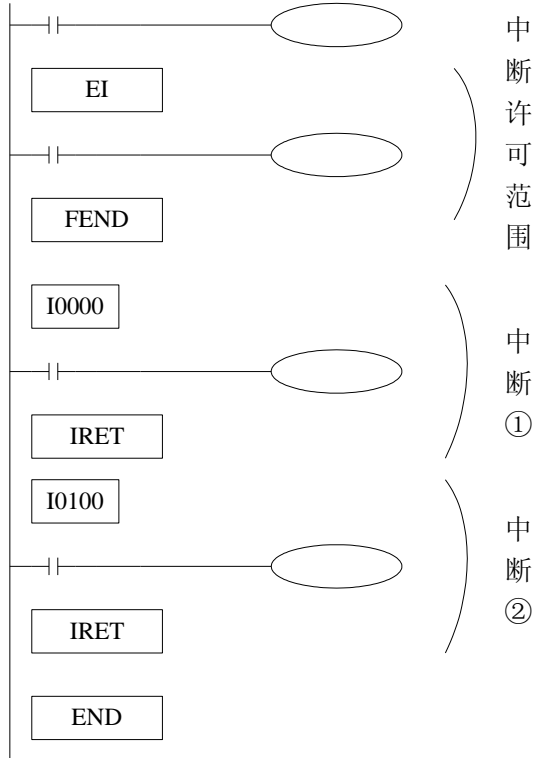 EI
FEND
中断许可范围
I0000
IRET
中断①
I0100
IRET
中断②
END